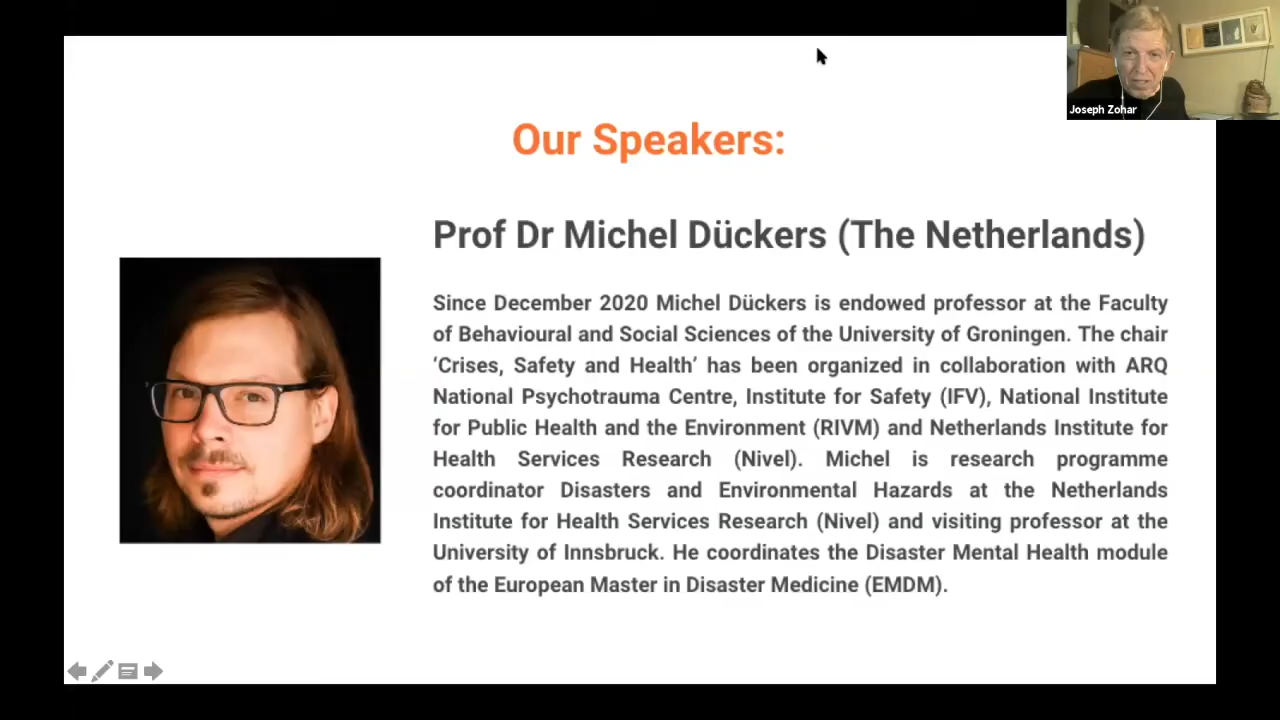 Joseph Zohar
Our Speakers:
Prof Dr Michel Dückers (The Netherlands)
Since December 2020 Michel Dückers is endowed professor at the Faculty
of Behavioural and Social Sciences of the University of Groningen. The chair
‘Crises, Safety and Health’ has been organized in collaboration with ARQ
National Psychotrauma Centre, Institute for Safety (IFV), National Institute
for Public Health and the Environment (RIVM) and Netherlands Institute for
Health Services Research (Nivel). Michel is research programme
coordinator Disasters and Environmental Hazards at the Netherlands
Institute for Health Services Research (Nivel) and visiting professor at the
University of Innsbruck. He coordinates the Disaster Mental Health module
of the European Master in Disaster Medicine (EMDM).